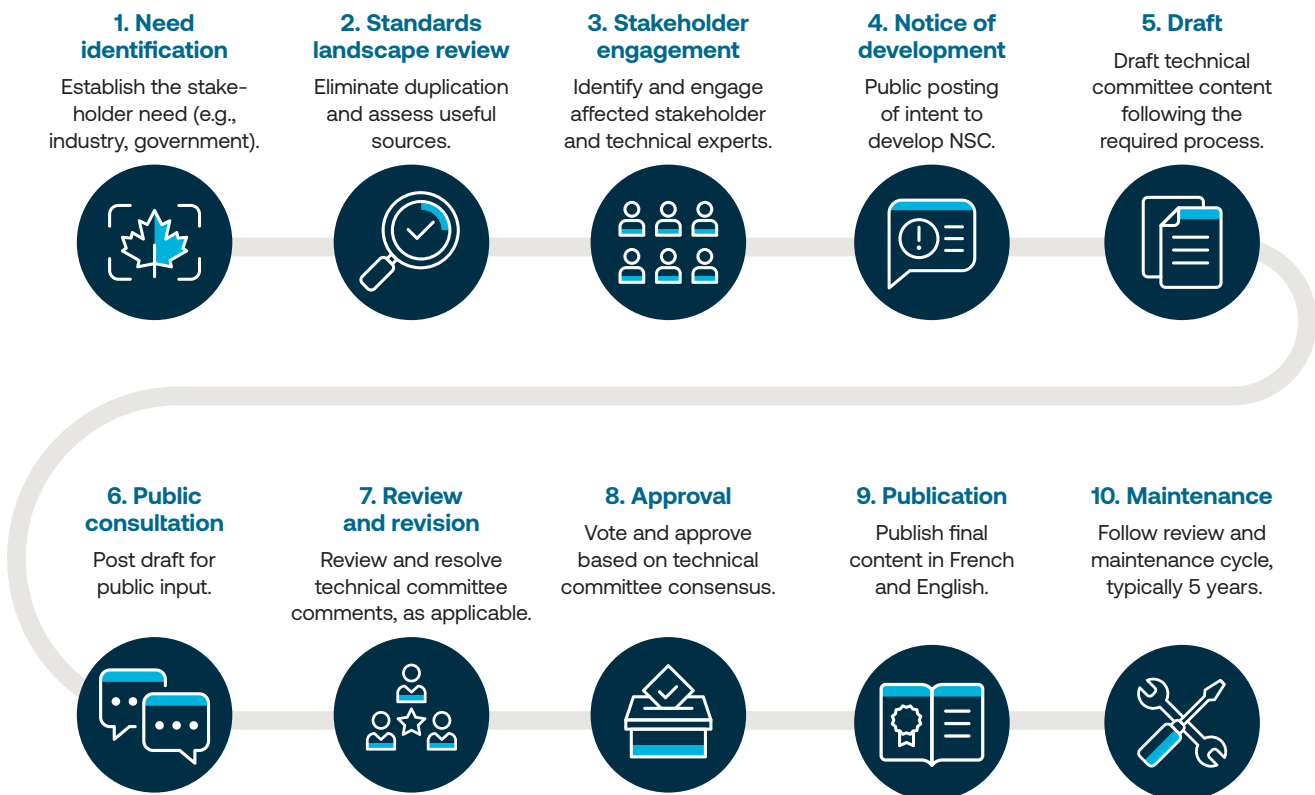 1. Need
identification
Establish the stake-
holder need (e.g.,
industry, government).
2. Standards
landscape review
Eliminate duplication
and assess useful
sources.
3. Stakeholder
engagement
Identify and engage
affected stakeholder
and technical experts.
4. Notice of
development
Public posting
of intent to
develop NSC.
5. Draft
Draft technical
committee content
following the
required process.
6. Public
consultation
Post draft for
public input.
7. Review
and revision
Review and resolve
technical committee
comments, as applicable.
8. Approval
Vote and approve
based on technical
committee consensus.
9. Publication
Publish final
content in French
and English.
10. Maintenance
Follow review and
maintenance cycle,
typically 5 years.